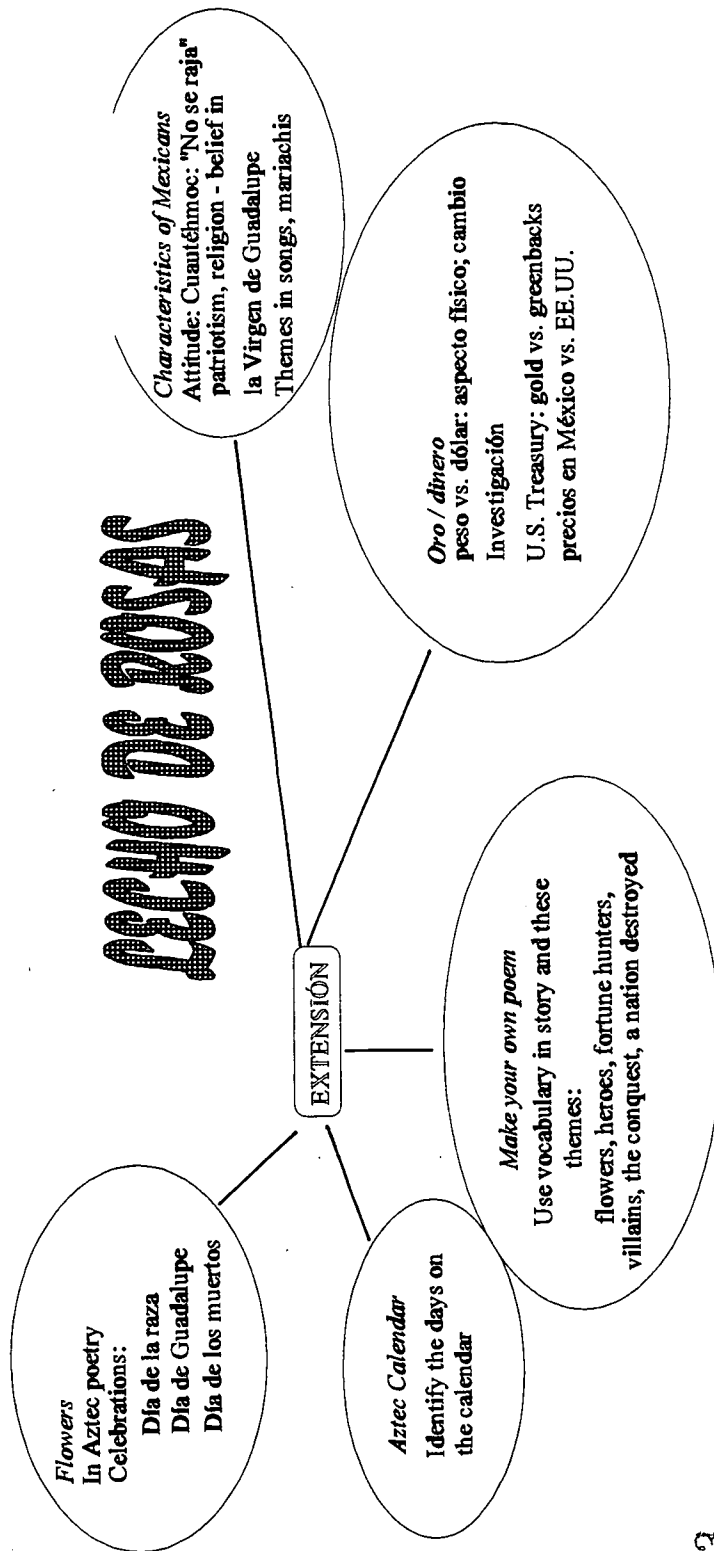 LECHO DE ROSAS
EXTENSIÓN
Flowers
In Aztec poetry
Celebrations:
Día de la raza
Día de Guadalupe
Día de los muertos
Aztec Calendar
Identify the days on
the calendar
Make your own poem
Use vocabulary in story and these
themes:
flowers, heroes, fortune hunters,
villains, the conquest, a nation destroyed
Oro / dinero
peso vs. dólar: aspecto físico; cambio
Investigación
U.S. Treasury: gold vs. greenbacks
precios en México vs. EE.UU.
Characteristics of Mexicans
Attitude: Cuautéhmoc: "No se raja"
patriotism, religion - belief in
la Virgen de Guadalupe
Themes in songs, mariachis